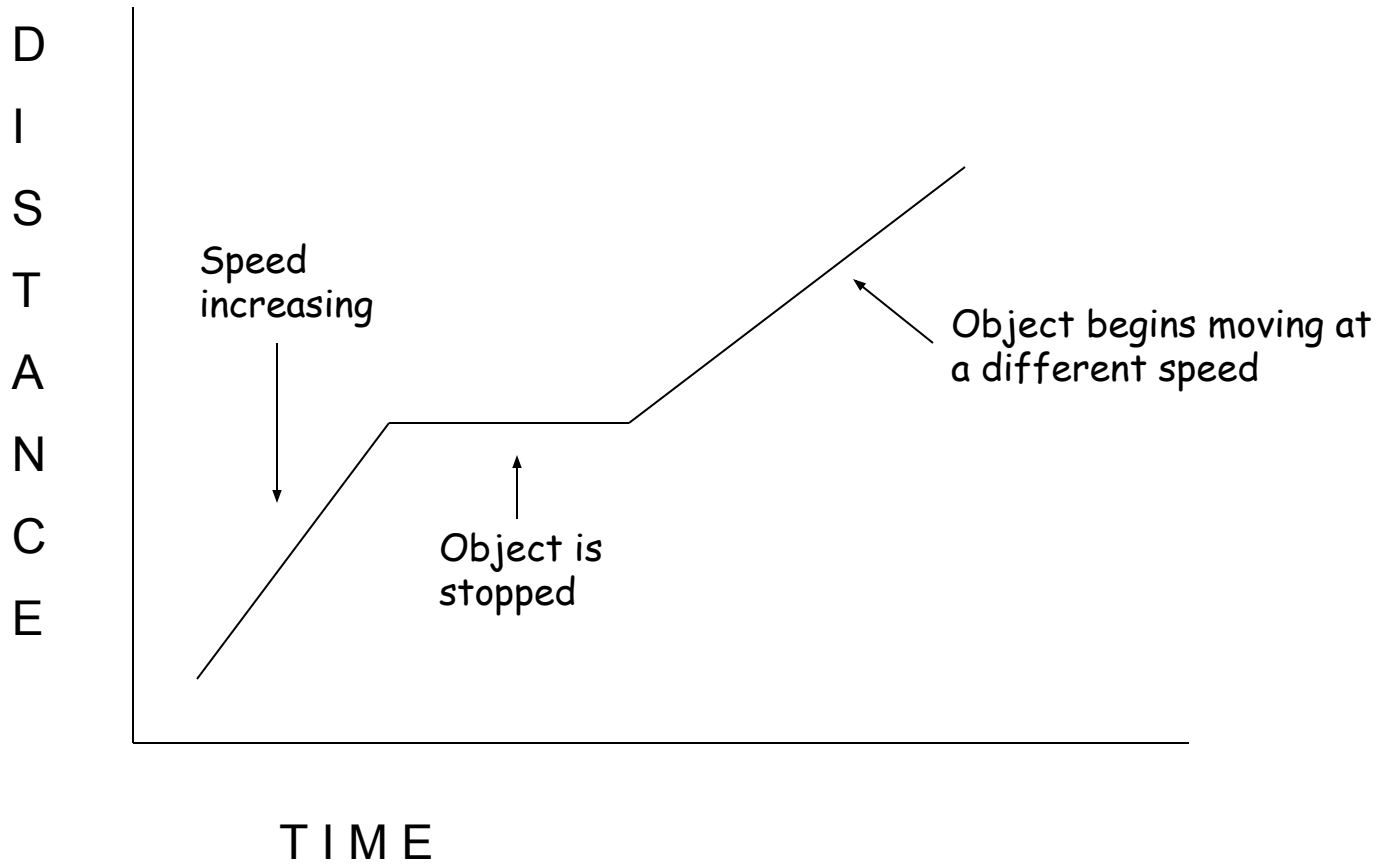 D
I
S
T
A
N
C
E
Speed
increasing
Object begins moving at
a different speed
Object is
stopped
T I M E